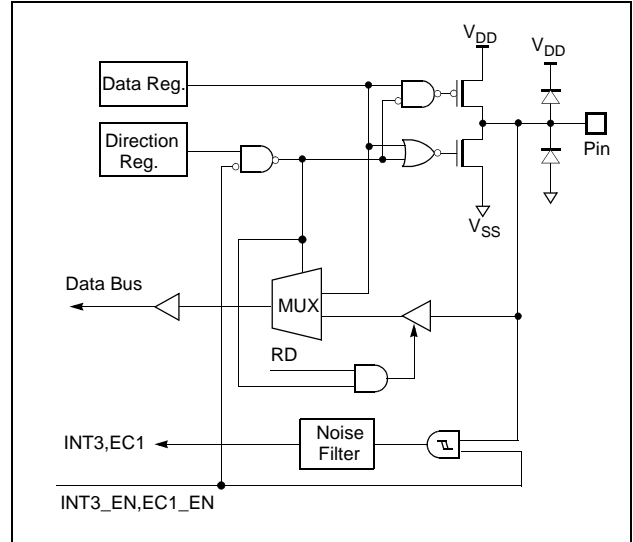 VDD
VDD
Data Reg.
Direction
Reg.
Pin
VSS
Data Bus
MUX
RD
Noise
Filter
INT3,EC1
INT3_EN,EC1_EN